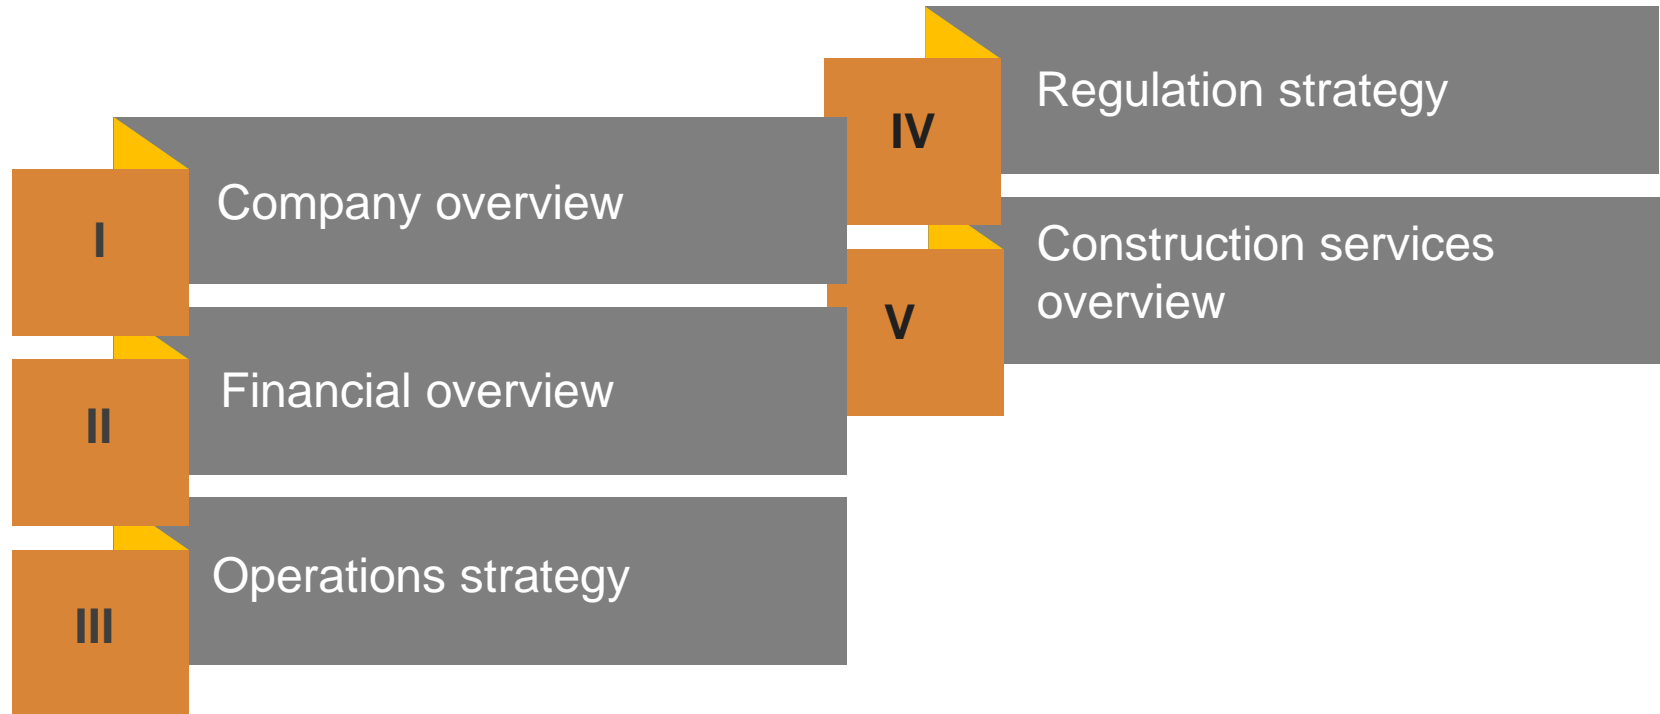 I
Company overview
II
Financial overview
III
Operations strategy
IV
Regulation strategy
V
Construction services
overview